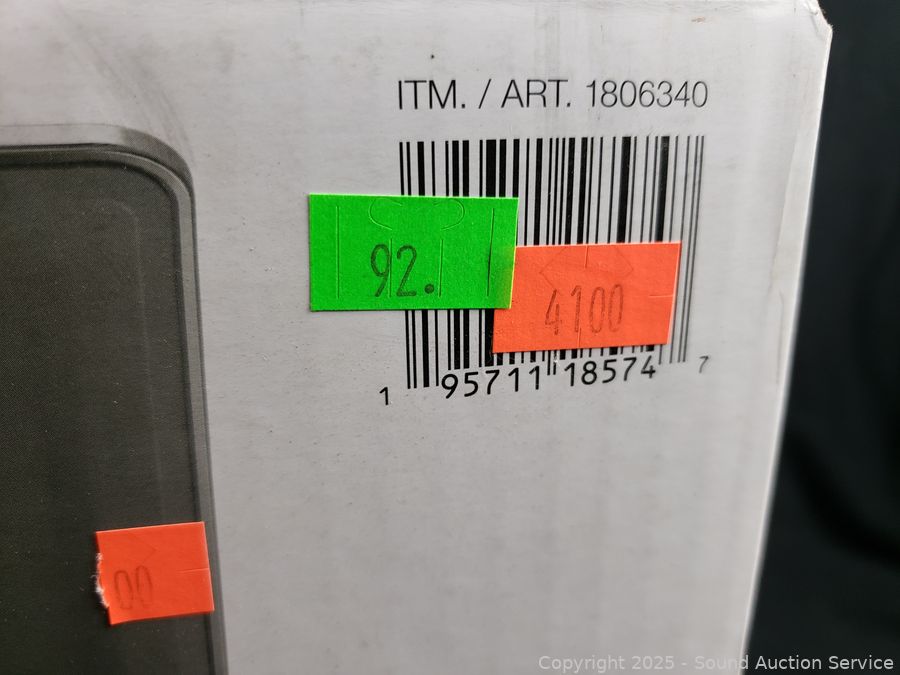 ITM. / ART. 1806340
92.
4100
1 95711 18574 7
00
Copyright 2025 - Sound Auction Service